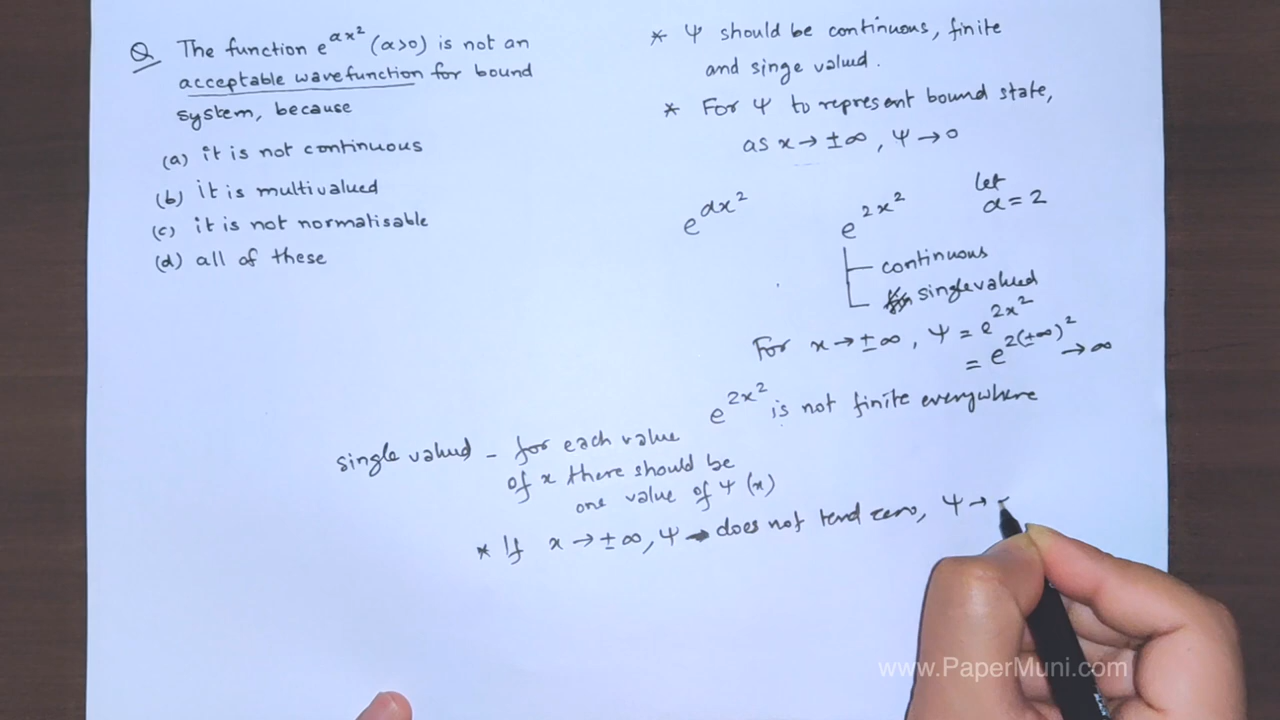 Q The function e^αx² (α>0) is not an
acceptable wavefunction for bound
system, because
(a) it is not continuous
(b) it is multivalued
(c) it is not normatisable
(d) all of these
* Ψ should be continuous, finite
and singe valued.
* For Ψ to represent bound state,
as x→ ±∞, Ψ→0
e^αx² e^2x² let α=2
continuous
singlevalued
For x→±∞, Ψ = e^2x²
= e^2(±∞)² →∞
e^2x² is not finite everywhere
single valued - for each value
of x there should be
one value of Ψ (x)
* If x→±∞, Ψ does not tend zero, Ψ→
www.PaperMuni.com